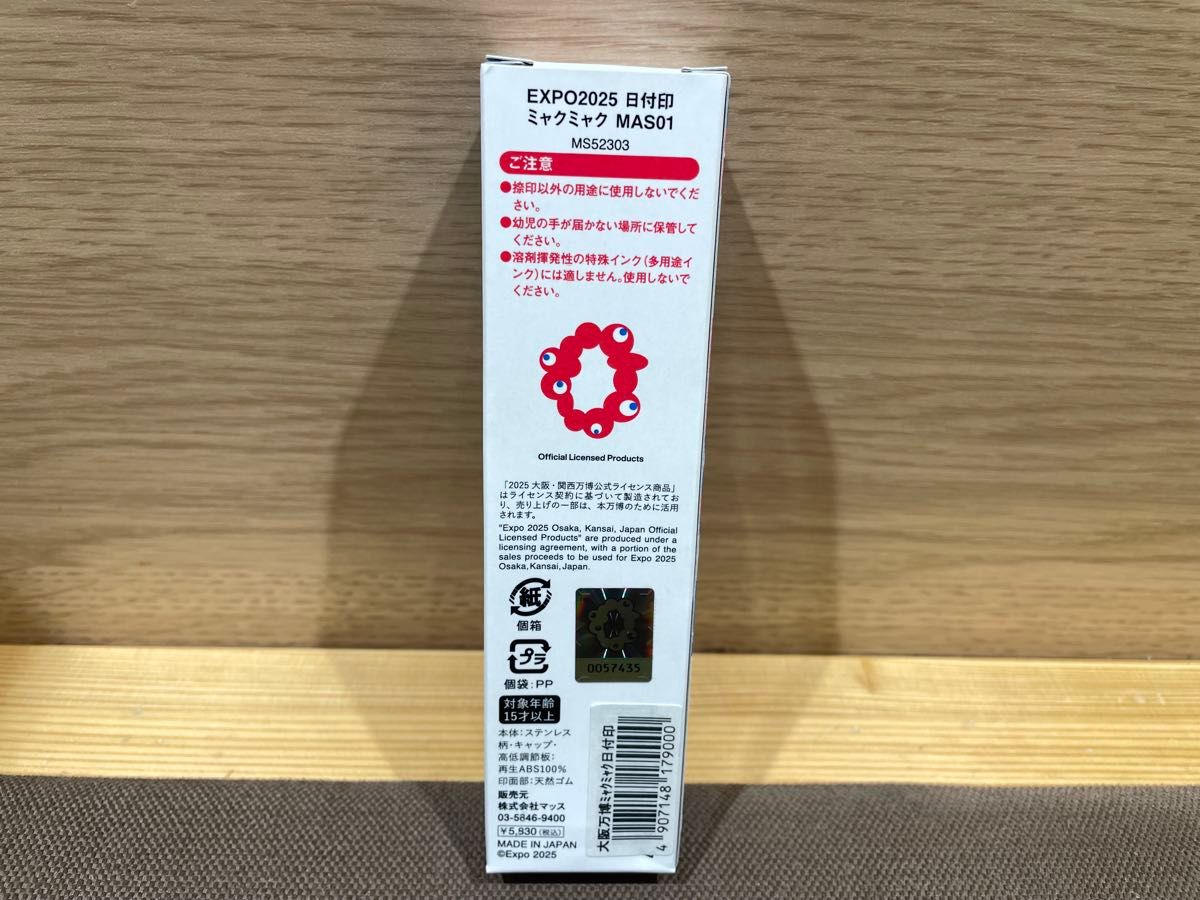 EXPO2025 日付印
ミャクミャク MAS01
MS52303
ご注意
●捺印以外の用途に使用しないでくだ
さい。
●幼児の手が届かない場所に保管して
ください。
●溶剤揮発性の特殊インク(多用途イ
ンク)には適しません。使用しないで
ください。
Official Licensed Products
「2025 大阪・関西万博公式ライセンス商品」
はライセンス契約に基づいて製造されてお
り、売り上げの一部は、本万博のために活用
されます。
"Expo 2025 Osaka, Kansai, Japan Official
Licensed Products" are produced under a
licensing agreement, with a portion of the
sales proceeds to be used for Expo 2025
Osaka,Kansai,Japan.
紙
個箱
プラ
個袋:PP
0057435
対象年齢
15才以上
本体:ステンレス
柄・キャップ・
高低調節板:
再生ABS100%
印面部:天然ゴム
販売元
株式会社マッス
03-5846-9400
¥5,830(税込)
MADE IN JAPAN
©Expo 2025
大阪万博ミャクミャク日付印
4 907148 179000